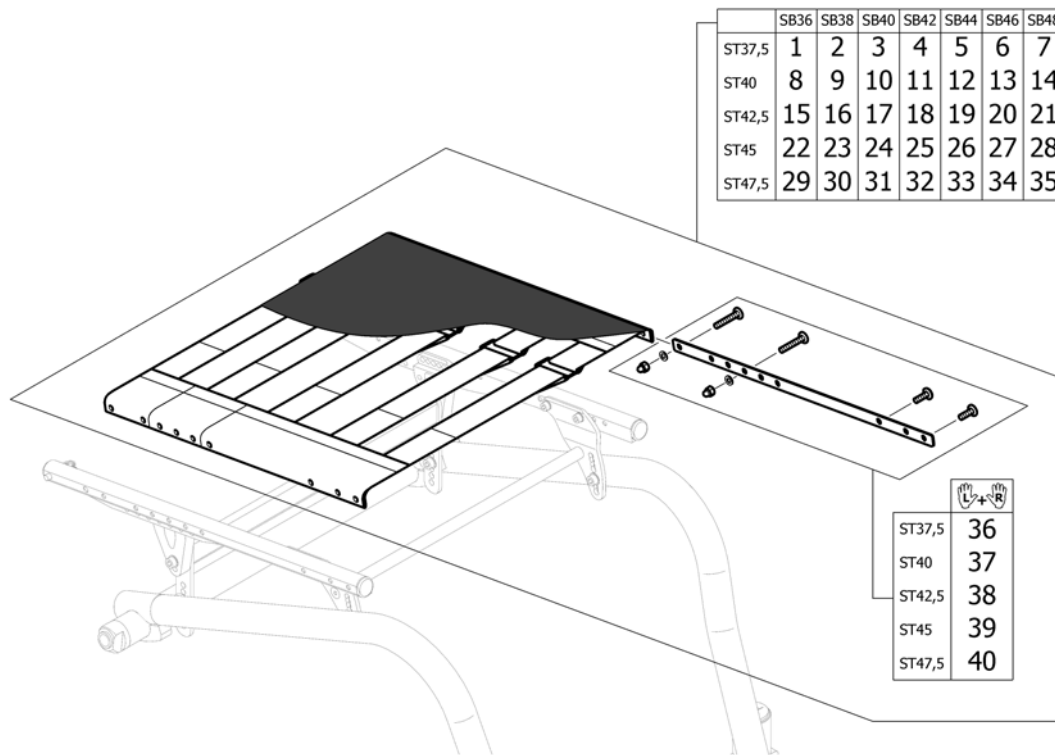 SB36 SB38 SB40 SB42 SB44 SB46 SB48
ST37,5 1 2 3 4 5 6 7
ST40 8 9 10 11 12 13 14
ST42,5 15 16 17 18 19 20 21
ST45 22 23 24 25 26 27 28
ST47,5 29 30 31 32 33 34 35
L + R
ST37,5 36
ST40 37
ST42,5 38
ST45 39
ST47,5 40